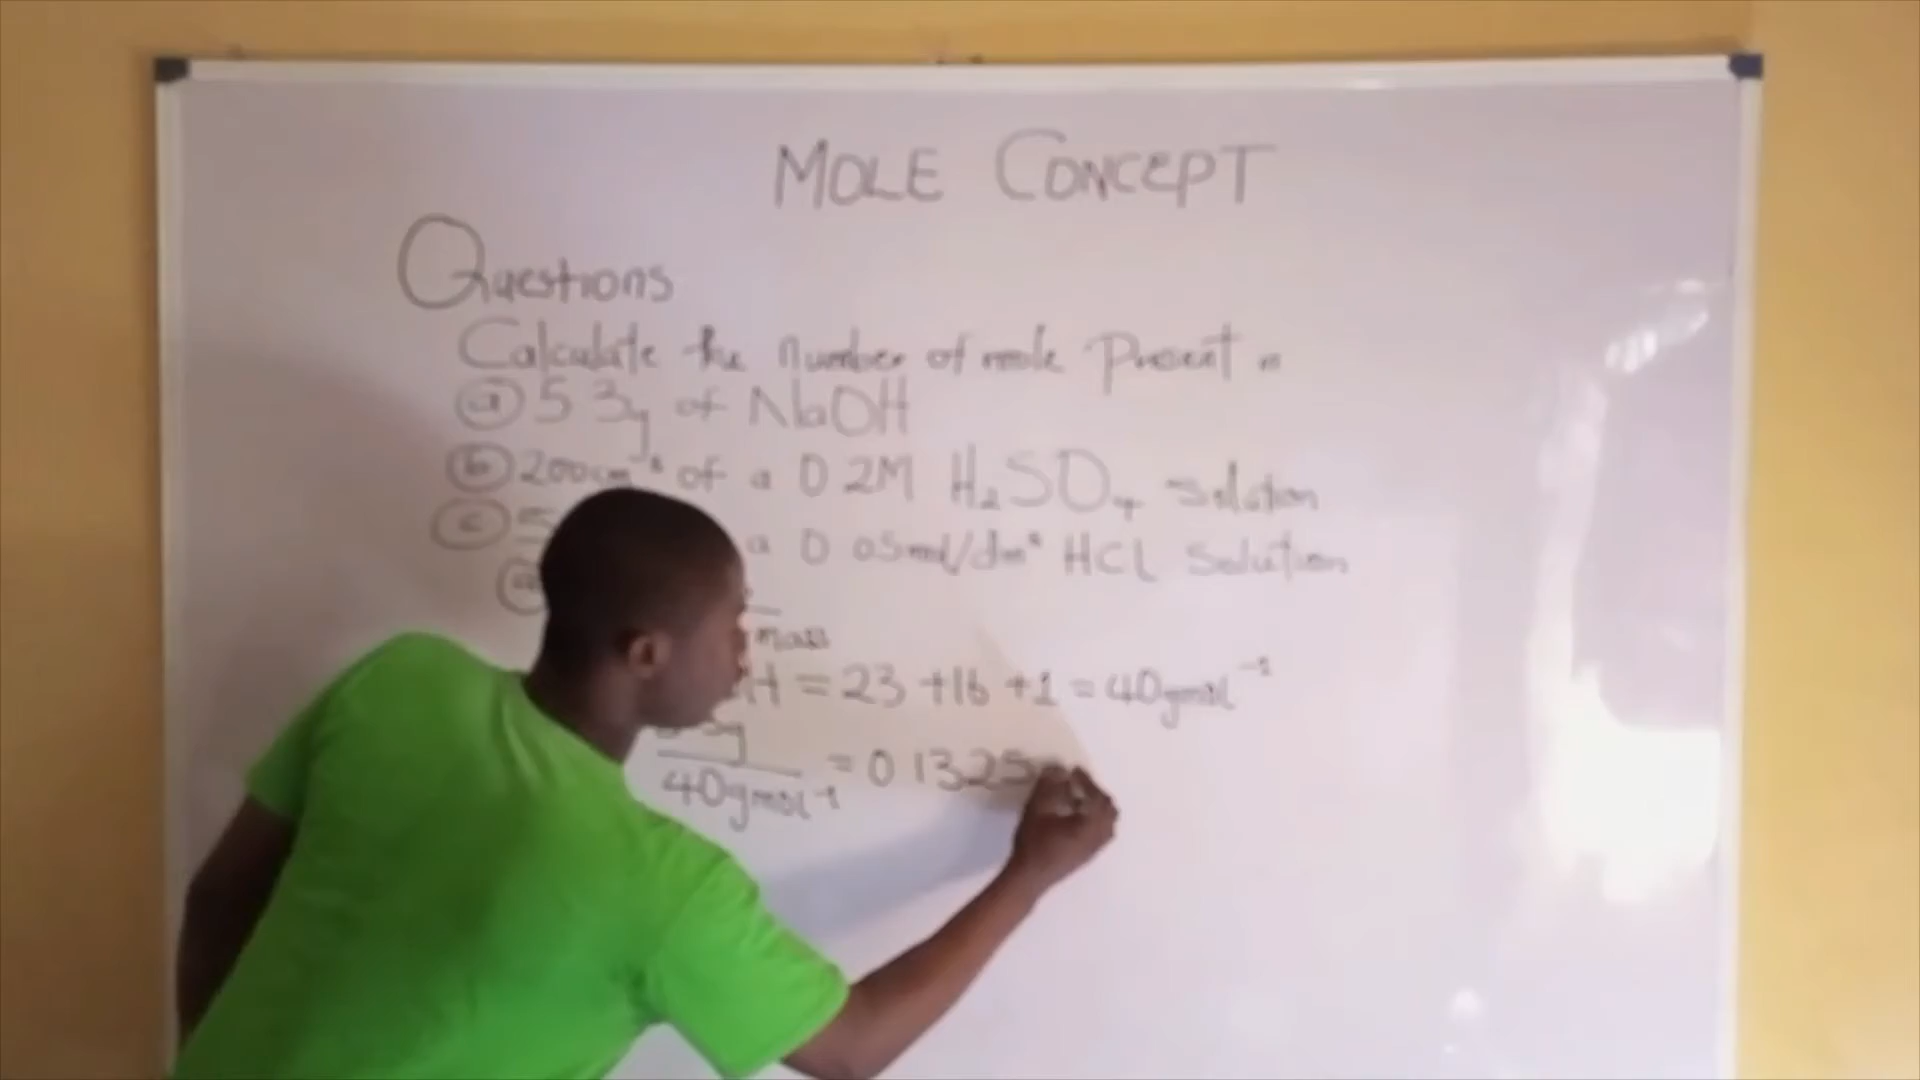 MOLE CONCEPT
Questions
Calculate the number of mole Present in
(a) 5 3g of NaOH
(b) 200cm³ of a 0 2M H₂SO₄ solution
(c) a 0 05mol/dm³ HCl Solution
mass
= 23 + 16 + 1 = 40gmol⁻¹
40gmol⁻¹ = 0 1325